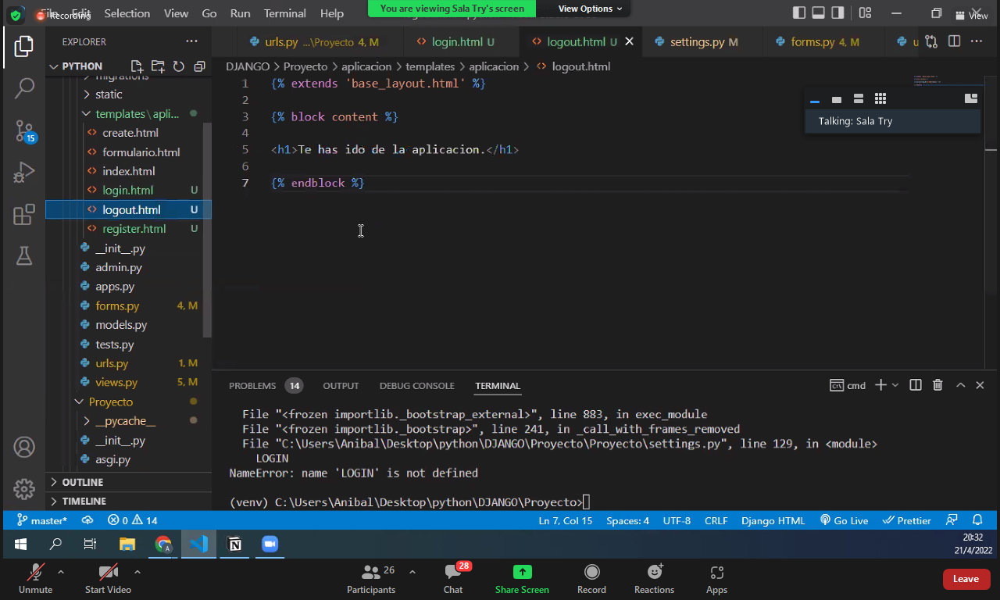 File Edit Selection View Go Run Terminal Help
Recording
You are viewing Sala Try's screen
View Options
View
EXPLORER
urls.py ...\Proyecto 4, M
login.html U
logout.html U
settings.py M
forms.py 4, M
PYTHON
DJANGO > Proyecto > aplicacion > templates > aplicacion > logout.html
migrations
static
templates\apli...
create.html
formulario.html
index.html
login.html U
logout.html U
register.html U
__init__.py
admin.py
apps.py
forms.py 4, M
models.py
tests.py
urls.py 1, M
views.py 5, M
Proyecto
__pycache__
__init__.py
asgi.py
OUTLINE
TIMELINE
15
1 {% extends 'base_layout.html' %}
2
3 {% block content %}
4
5 <h1>Te has ido de la aplicacion.</h1>
6
7 {% endblock %}
Talking: Sala Try
PROBLEMS 14 OUTPUT DEBUG CONSOLE TERMINAL
cmd
File "<frozen importlib._bootstrap_external>", line 883, in exec_module
File "<frozen importlib._bootstrap>", line 241, in _call_with_frames_removed
File "C:\Users\Anibal\Desktop\python\DJANGO\Proyecto\Proyecto\settings.py", line 129, in <module>
LOGIN
NameError: name 'LOGIN' is not defined
(venv) C:\Users\Anibal\Desktop\python\DJANGO\Proyecto>
master* 0 14
Ln 7, Col 15 Spaces: 4 UTF-8 CRLF Django HTML Go Live Prettier
20:32
21/4/2022
Unmute
Start Video
26
Participants
28
Chat
Share Screen
Record
Reactions
Apps
Leave